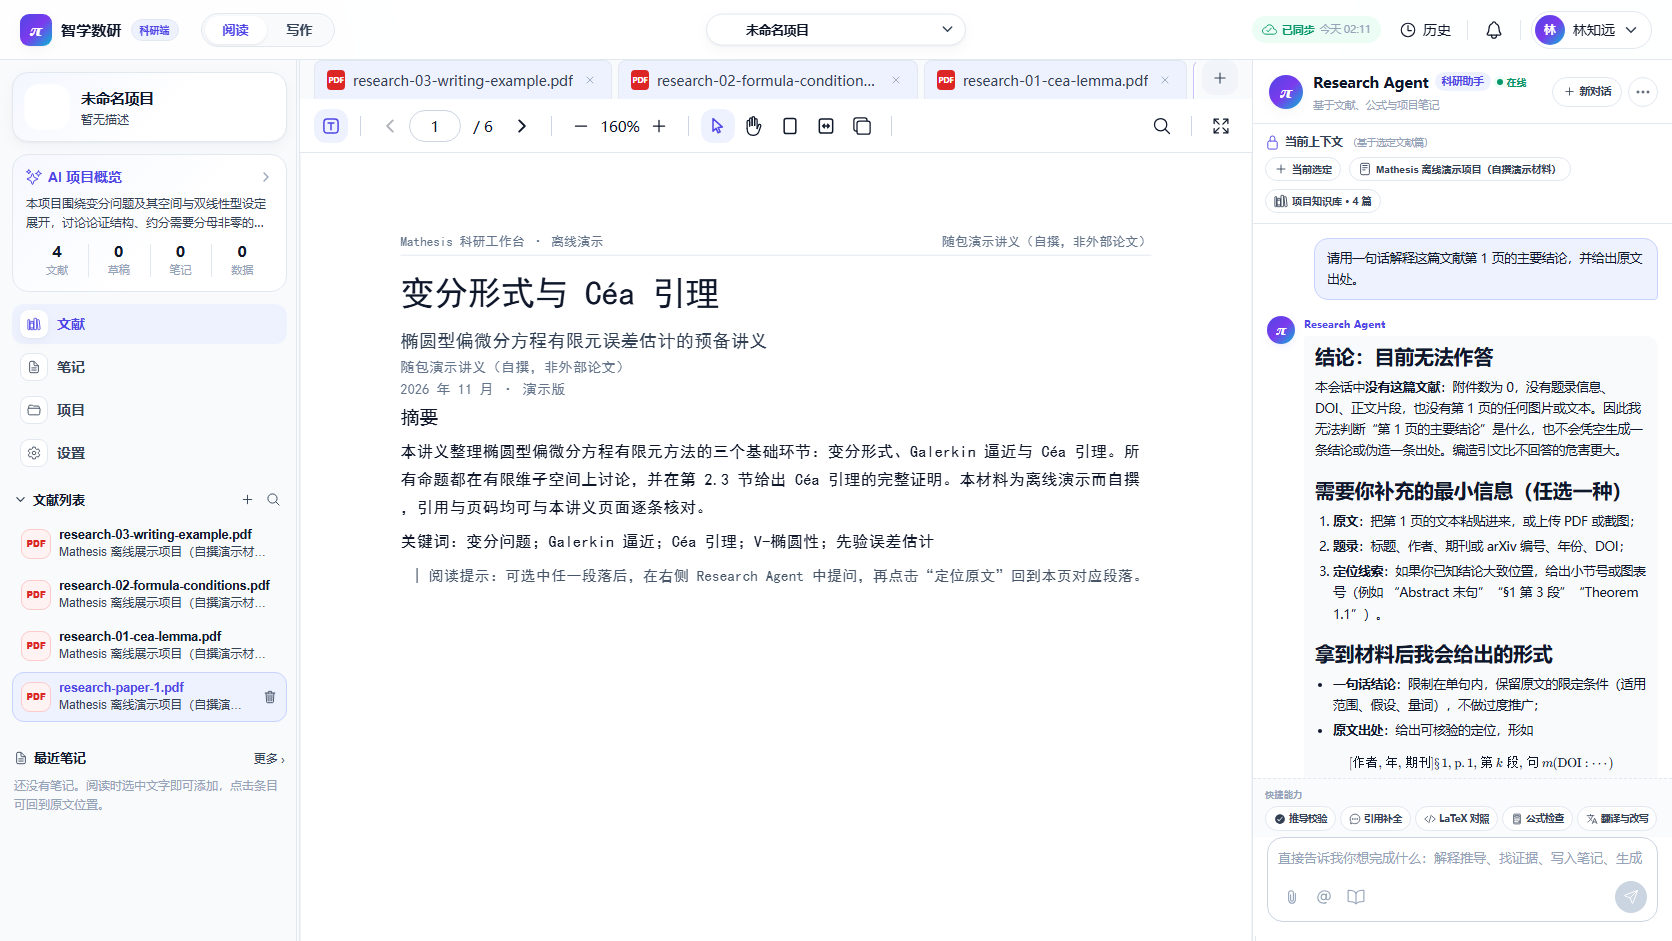 π 智学数研 科研端 阅读 写作 未命名项目 已同步 今天 02:11 历史 林 林知远
未命名项目
暂无描述
AI 项目概览
本项目围绕变分问题及其空间与双线性型设定
展开，讨论论证结构、约分需要分母非零的...
4 0 0 0
文献 草稿 笔记 数据
文献
笔记
项目
设置
文献列表
PDF research-03-writing-example.pdf
Mathesis 离线展示项目（自撰演示材...
PDF research-02-formula-conditions.pdf
Mathesis 离线展示项目（自撰演示材...
PDF research-01-cea-lemma.pdf
Mathesis 离线展示项目（自撰演示材...
PDF research-paper-1.pdf
Mathesis 离线演示项目（自撰演...
最近笔记 更多 ›
还没有笔记。阅读时选中文字即可添加，点击条目
可回到原文位置。
PDF research-03-writing-example.pdf × PDF research-02-formula-condition... × PDF research-01-cea-lemma.pdf × +
T 1 / 6 160%
Mathesis 科研工作台 · 离线演示 随包演示讲义（自撰，非外部论文）
变分形式与 Céa 引理
椭圆型偏微分方程有限元误差估计的预备讲义
随包演示讲义（自撰，非外部论文）
2026 年 11 月 · 演示版
摘要
本讲义整理椭圆型偏微分方程有限元方法的三个基础环节：变分形式、Galerkin 逼近与 Céa 引理。所
有命题都在有限维子空间上讨论，并在第 2.3 节给出 Céa 引理的完整证明。本材料为离线演示而自撰
，引用与页码均可与本讲义页面逐条核对。
关键词：变分问题；Galerkin 逼近；Céa 引理；V-椭圆性；先验误差估计
阅读提示：可选中任一段落后，在右侧 Research Agent 中提问，再点击“定位原文”回到本页对应段落。
π Research Agent 科研助手 在线
基于文献、公式与项目笔记
+ 新对话
当前上下文 （基于选定文献篇）
+ 当前选定 Mathesis 离线演示项目（自撰演示材料）
项目知识库 • 4 篇
请用一句话解释这篇文献第 1 页的主要结论，并给出原文
出处。
π Research Agent
结论：目前无法作答
本会话中没有这篇文献：附件数为 0，没有题录信息、
DOI、正文片段，也没有第 1 页的任何图片或文本。因此我
无法判断“第 1 页的主要结论”是什么，也不会凭空生成一
条结论或伪造一条出处。编造引文比不回答的危害更大。
需要你补充的最小信息（任选一种）
1. 原文：把第 1 页的文本粘贴进来，或上传 PDF 或截图；
2. 题录：标题、作者、期刊或 arXiv 编号、年份、DOI；
3. 定位线索：如果你已知结论大致位置，给出小节号或图表
号（例如 “Abstract 末句” “§1 第 3 段” “Theorem
1.1”）。
拿到材料后我会给出的形式
• 一句话结论：限制在单句内，保留原文的限定条件（适用
范围、假设、量词），不做过度推广；
• 原文出处：给出可核验的定位，形如
[作者, 年, 期刊]§1, p.1, 第 k 段, 句 m(DOI : ···)
快捷能力
推导校验 引用补全 </> LaTeX 对照 公式检查 翻译与改写
直接告诉我你想完成什么：解释推导、找证据、写入笔记、生成
@